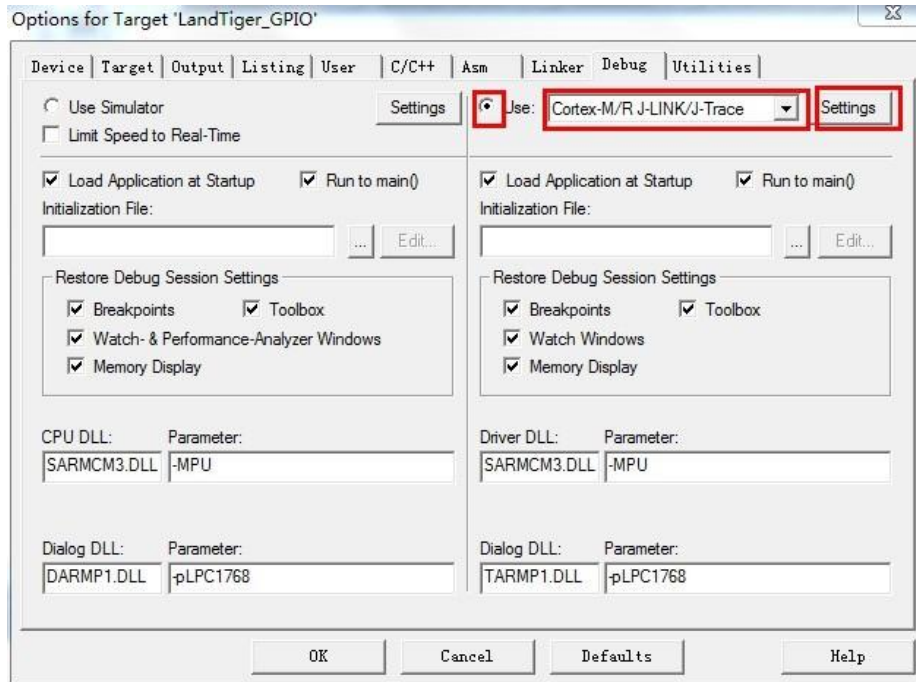 Options for Target 'LandTiger_GPIO'
Device Target Output Listing User C/C++ Asm Linker Debug Utilities
Use Simulator Settings
Limit Speed to Real-Time
Use: Cortex-M/R J-LINK/J-Trace Settings
Load Application at Startup Run to main()
Initialization File:
... Edit...
Restore Debug Session Settings
Breakpoints Toolbox
Watch- & Performance-Analyzer Windows
Memory Display
CPU DLL: Parameter:
SARMCM3.DLL -MPU
Dialog DLL: Parameter:
DARMP1.DLL -pLPC1768
Load Application at Startup Run to main()
Initialization File:
... Edit...
Restore Debug Session Settings
Breakpoints Toolbox
Watch Windows
Memory Display
Driver DLL: Parameter:
SARMCM3.DLL -MPU
Dialog DLL: Parameter:
TARMP1.DLL -pLPC1768
OK Cancel Defaults Help